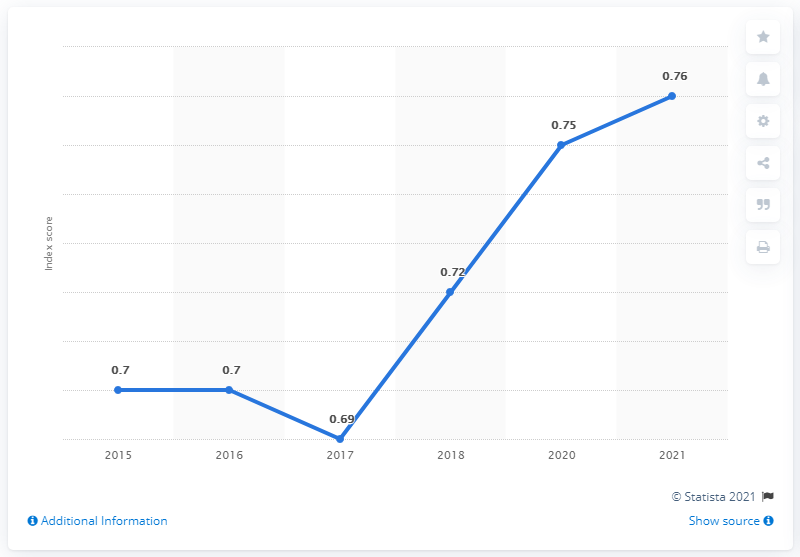 0.76
0.75
0.72
0.7 0.7
0.69
Index score
2015 2016 2017 2018 2020 2021
© Statista 2021
Additional Information Show source